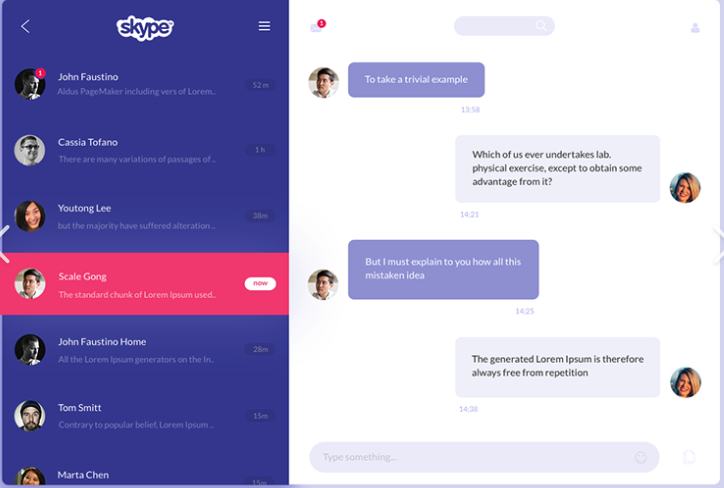 skype
1
John Faustino
Aldus PageMaker including vers of Lorem..
52 m
Cassia Tofano
There are many variations of passages of ..
1 h
Youtong Lee
but the majority have suffered alteration ..
38m
Scale Gong
The standard chunk of Lorem Ipsum used..
now
John Faustino Home
All the Lorem Ipsum generators on the In..
28m
Tom Smitt
Contrary to popular belief, Lorem Ipsum ...
15m
Marta Chen
15m
1
To take a trivial example
13:58
Which of us ever undertakes lab.
physical exercise, except to obtain some
advantage from it?
14:21
But I must explain to you how all this
mistaken idea
14:25
The generated Lorem Ipsum is therefore
always free from repetition
14:38
Type something...